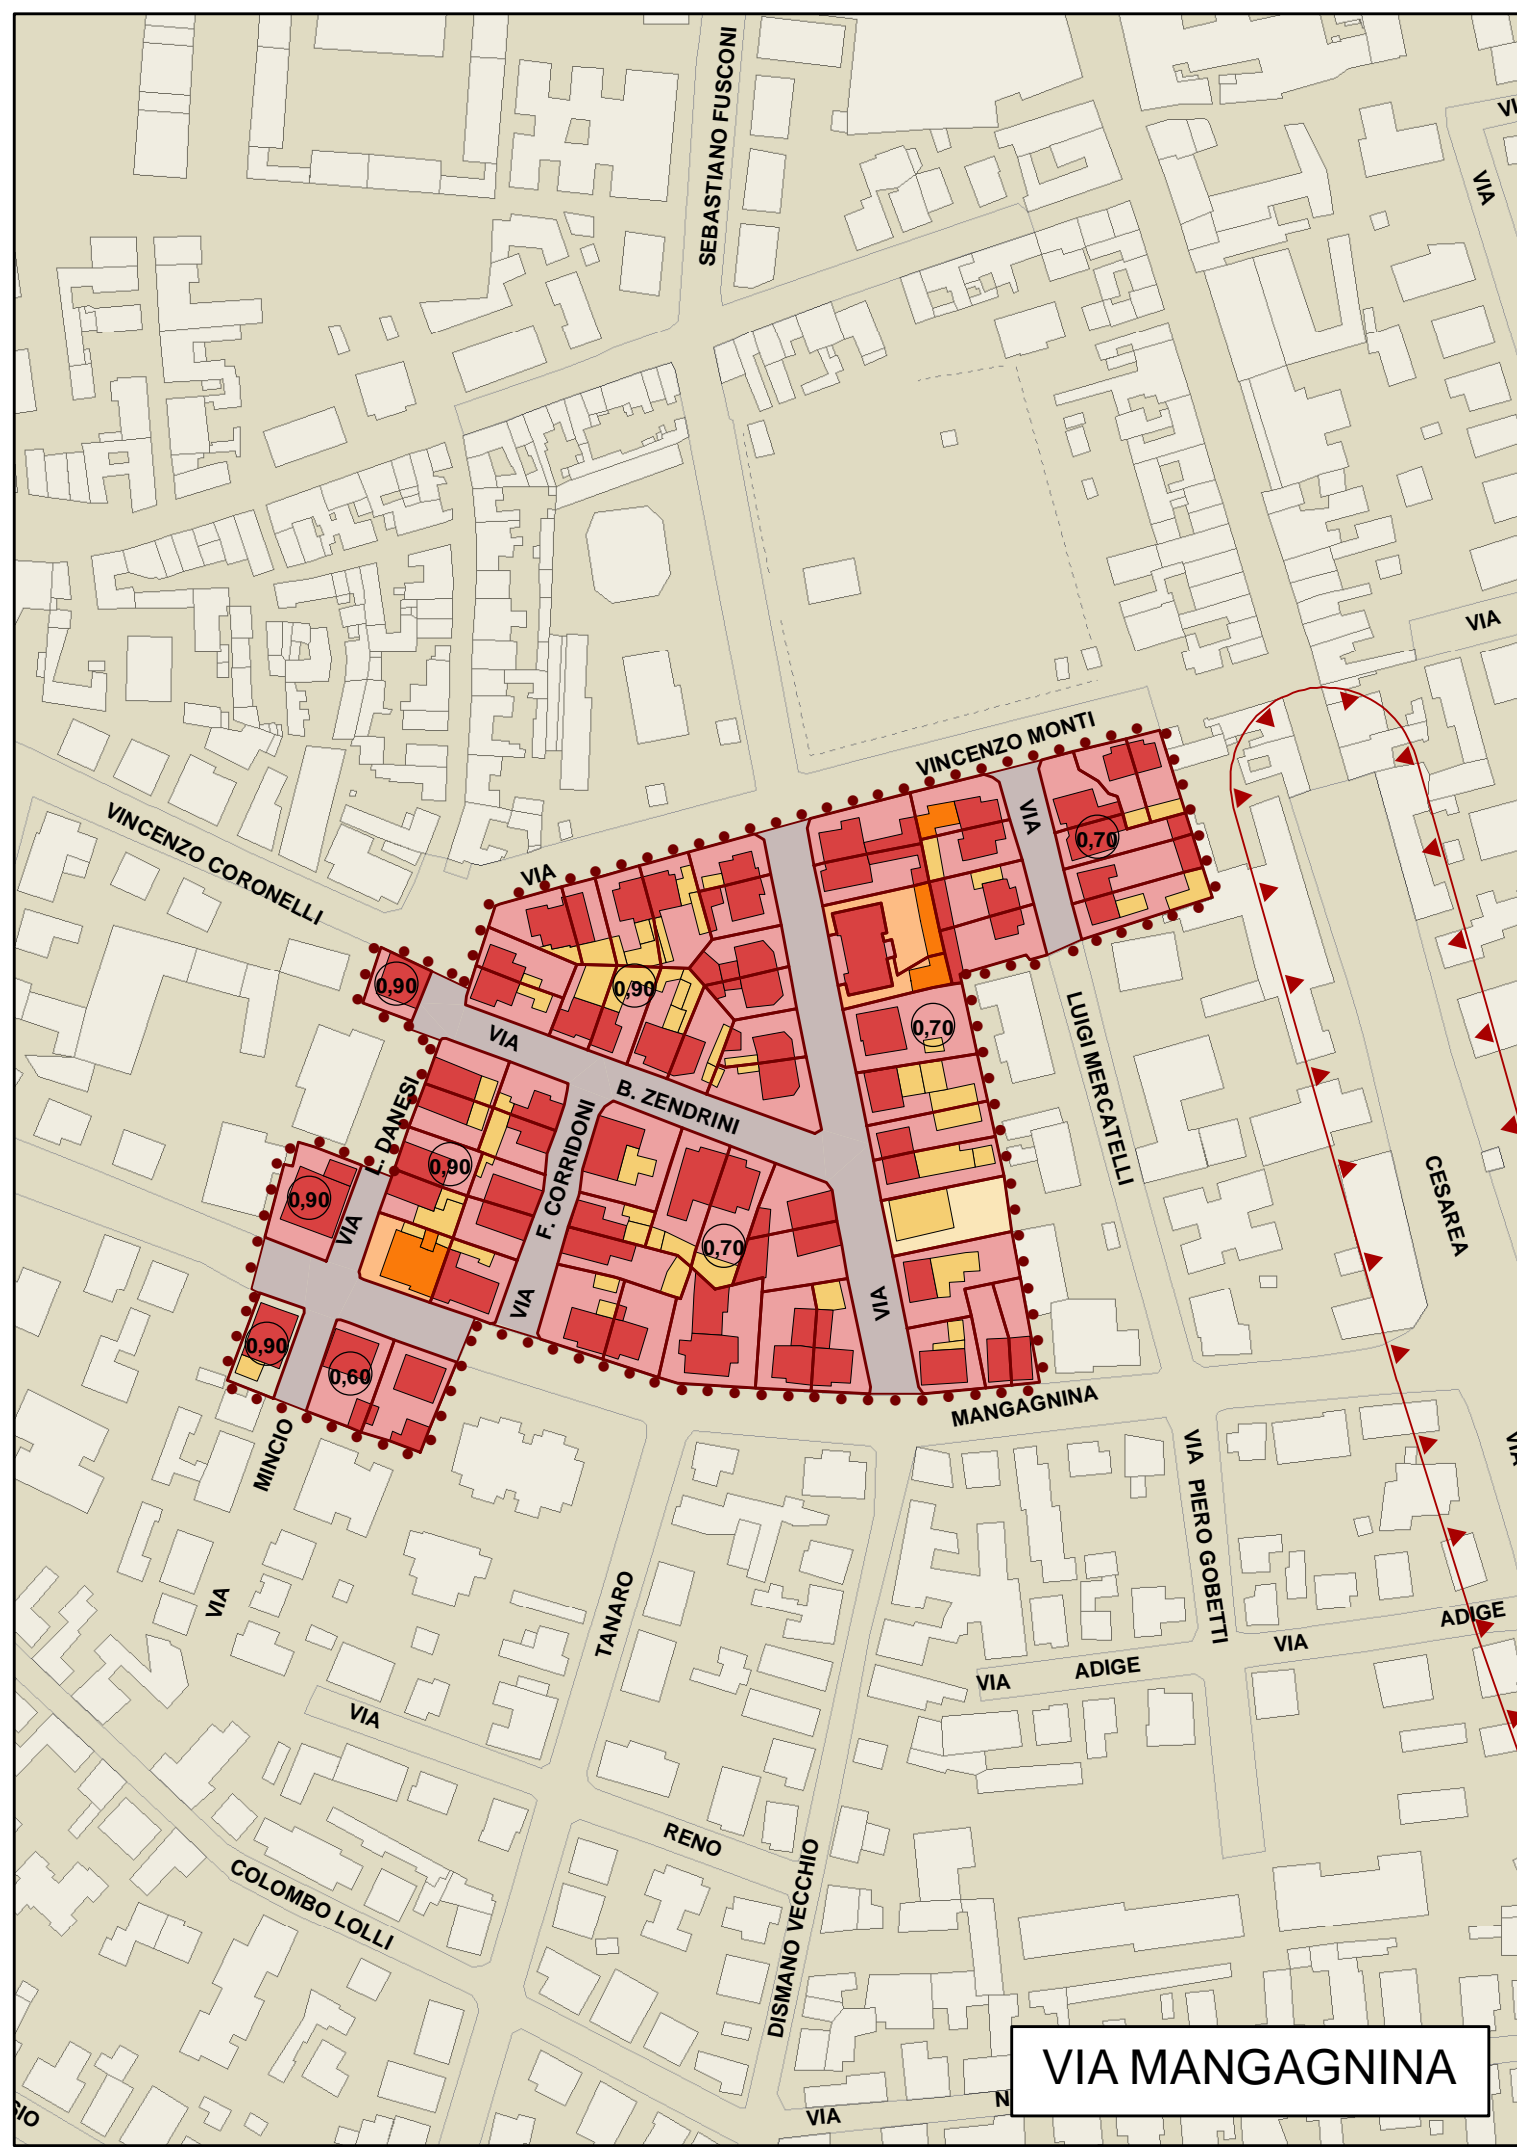 SEBASTIANO FUSCONI
VIA
VIA
VINCENZO MONTI
VIA
VINCENZO CORONELLI
VIA
0,70
0,90
0,90
0,70
VIA
LUIGI MERCATELLI
B. ZENDRINI
L. DANESI
F. CORRIDONI
0,90
0,90
VIA
CESAREA
0,70
VIA
VIA
0,90
0,60
MANGAGNINA
MINCIO
VIA PIERO GOBETTI
VIA
TANARO
VIA
ADIGE
VIA
ADIGE
VIA
RENO
COLOMBO LOLLI
DISMANO VECCHIO
VIA MANGAGNINA
VIA